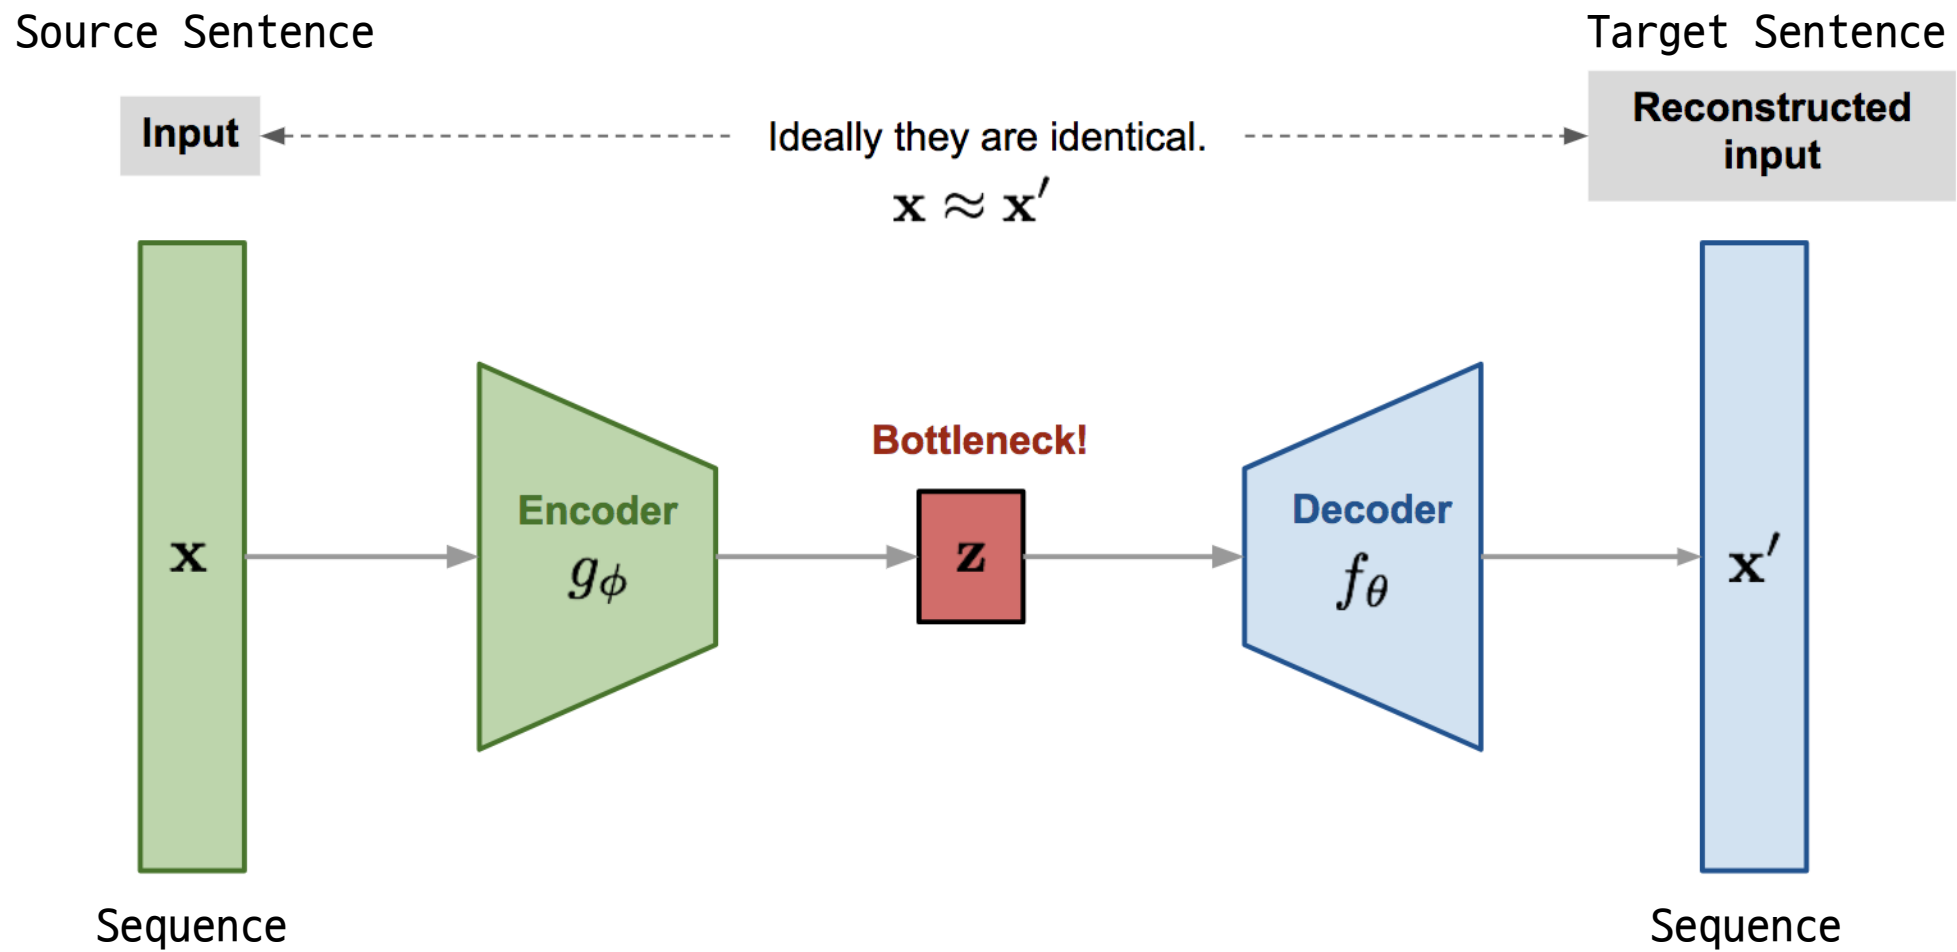 Source Sentence
Target Sentence
Input
Ideally they are identical.
x ≈ x′
Reconstructed
input
Bottleneck!
Encoder
gϕ
Decoder
fθ
x
z
x′
Sequence
Sequence